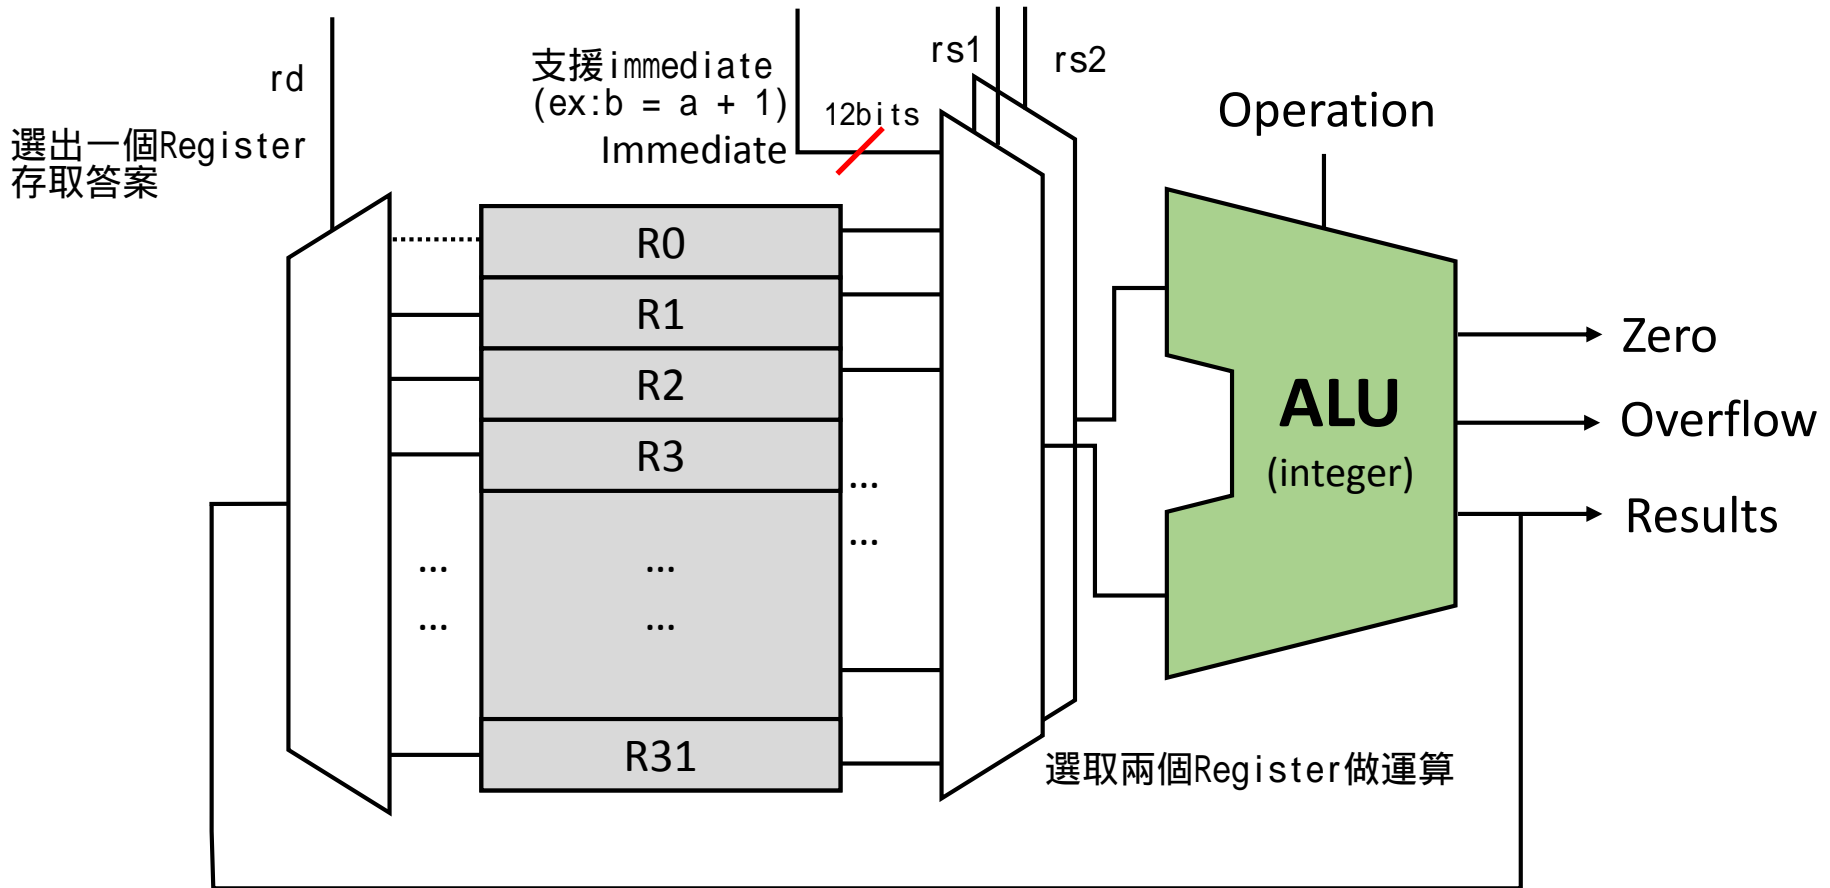 rd
選出一個Register
存取答案
支援immediate
(ex:b = a + 1)
Immediate
12bits
rs1
rs2
Operation
R0
R1
R2
R3
...
...
...
...
...
...
R31
ALU
(integer)
Zero
Overflow
Results
選取兩個Register做運算